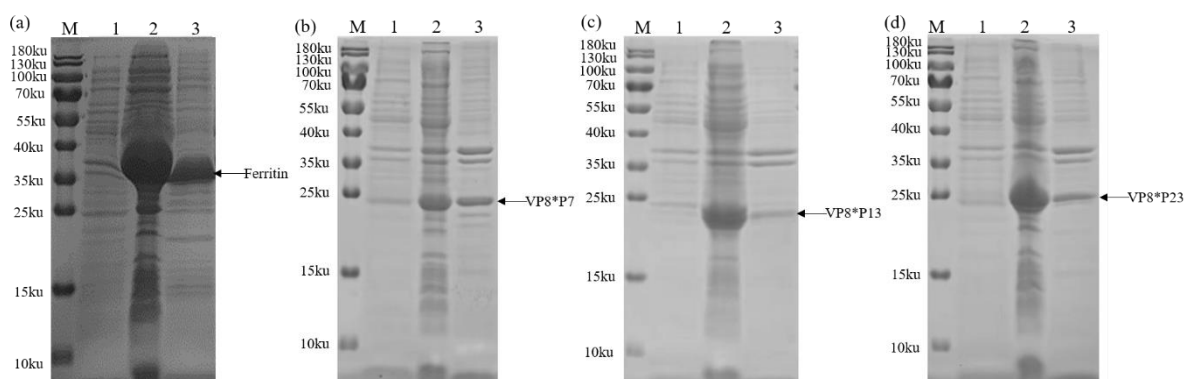 (a)
M 1 2 3
180ku
130ku
100ku
70ku
55ku
40ku
35ku
25ku
15ku
10ku
Ferritin
(b)
M 1 2 3
180ku
130ku
100ku
70ku
55ku
40ku
35ku
25ku
15ku
10ku
VP8*P7
(c)
M 1 2 3
180ku
130ku
100ku
70ku
55ku
40ku
35ku
25ku
15ku
10ku
VP8*P13
(d)
M 1 2 3
180ku
130ku
100ku
70ku
55ku
40ku
35ku
25ku
15ku
10ku
VP8*P23